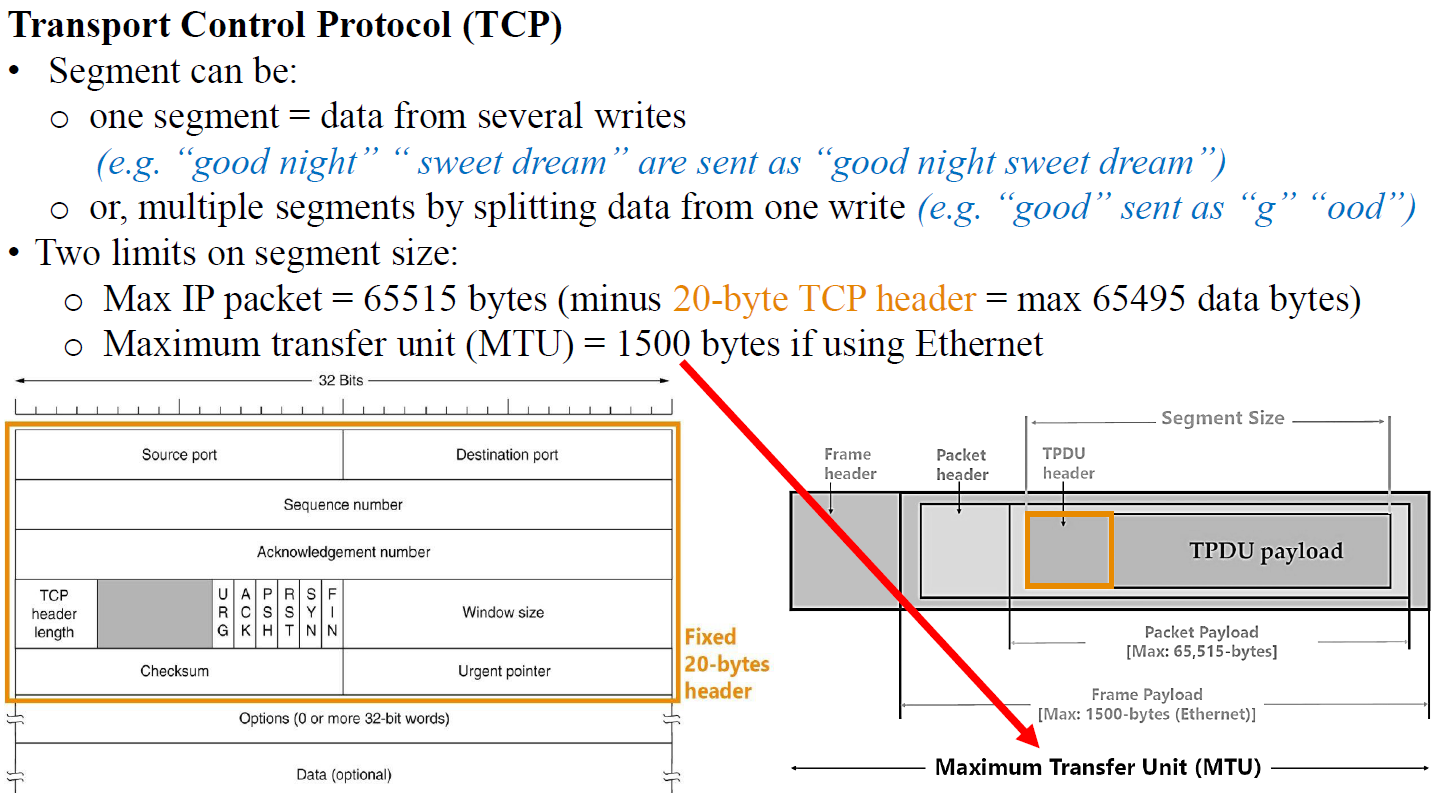 Transport Control Protocol (TCP)
• Segment can be:
o one segment = data from several writes
(e.g. “good night” “ sweet dream” are sent as “good night sweet dream”)
o or, multiple segments by splitting data from one write (e.g. “good” sent as “g” “ood”)
• Two limits on segment size:
o Max IP packet = 65515 bytes (minus 20-byte TCP header = max 65495 data bytes)
o Maximum transfer unit (MTU) = 1500 bytes if using Ethernet
32 Bits
Source port Destination port
Sequence number
Acknowledgement number
TCP
header
length
URG
ACK
PSH
RST
SYN
FIN
Window size
Checksum Urgent pointer
Options (0 or more 32-bit words)
Data (optional)
Fixed
20-bytes
header
Segment Size
Frame
header
Packet
header
TPDU
header
TPDU payload
Packet Payload
[Max: 65,515-bytes]
Frame Payload
[Max: 1500-bytes (Ethernet)]
Maximum Transfer Unit (MTU)